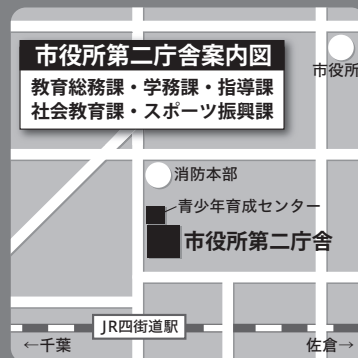 市役所第二庁舎案内図
教育総務課・学務課・指導課
社会教育課・スポーツ振興課
市役所
消防本部
青少年育成センター
市役所第二庁舎
JR四街道駅
←千葉
佐倉→